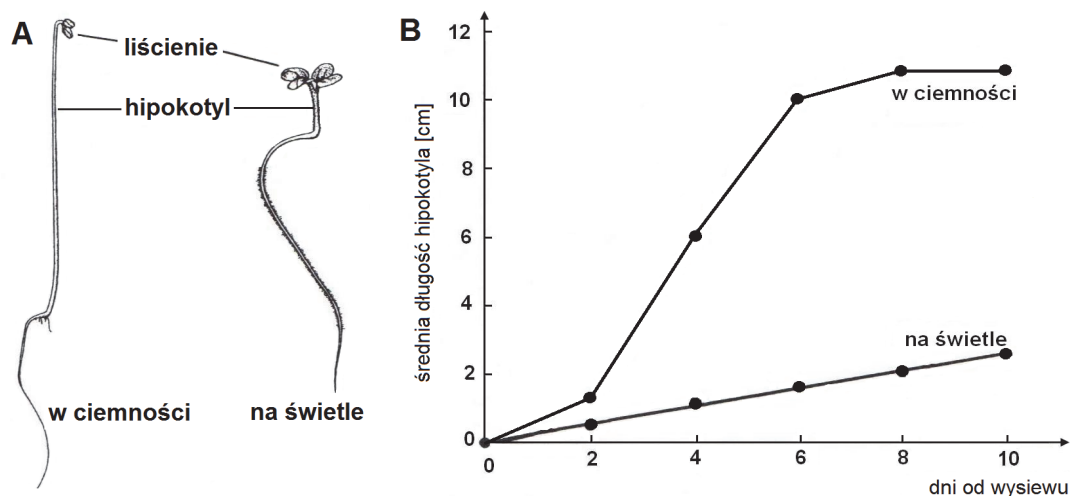 A
liścienie
hipokotyl
w ciemności
na świetle
B
średnia długość hipokotyla [cm]
12
10
8
6
4
2
0
w ciemności
na świetle
0
2
4
6
8
10
dni od wysiewu